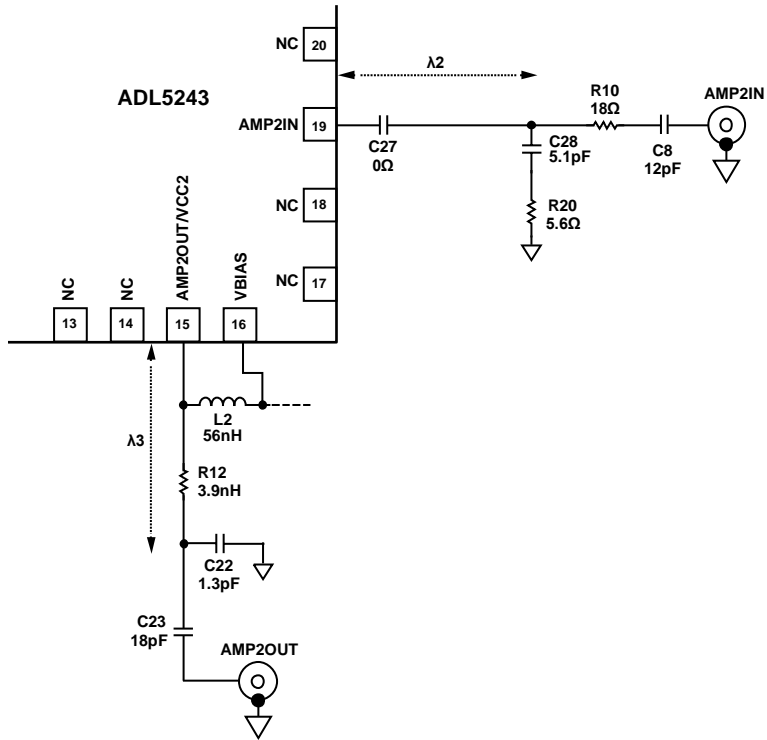 NC
20
λ2
ADL5243
R10
18Ω
AMP2IN
AMP2IN
19
C27
0Ω
C28
5.1pF
C8
12pF
NC
18
R20
5.6Ω
AMP2OUT/VCC2
VBIAS
NC
NC
NC
17
13
14
15
16
L2
56nH
λ3
R12
3.9nH
C22
1.3pF
C23
18pF
AMP2OUT